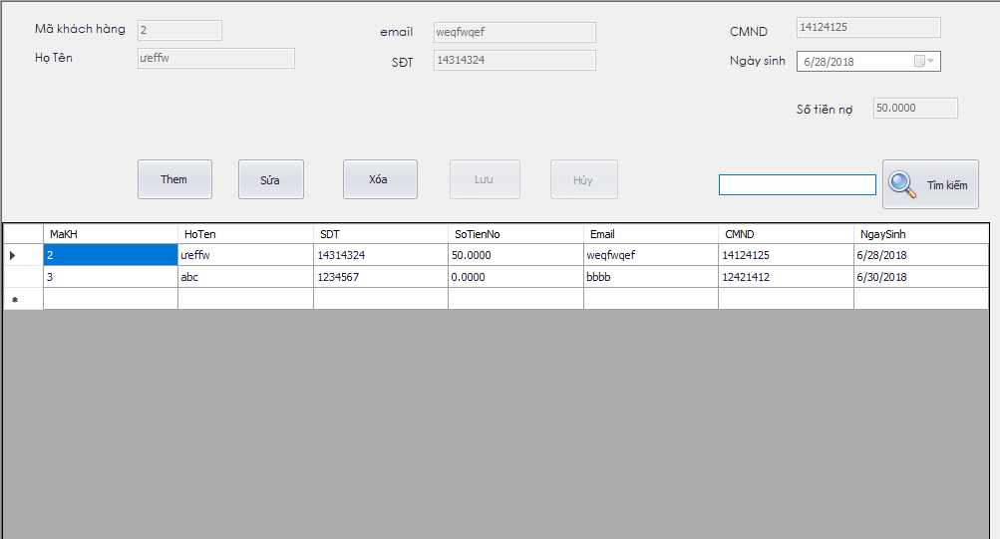 Mã khách hàng 2 email weqfwqef CMND 14124125
Họ Tên ưeffw SĐT 14314324 Ngày sinh 6/28/2018
Số tiền nợ 50.0000
Them Sửa Xóa Lưu Hủy Tìm kiếm
MaKH HoTen SDT SoTienNo Email CMND NgaySinh
2 ưeffw 14314324 50.0000 weqfwqef 14124125 6/28/2018
3 abc 1234567 0.0000 bbbb 12421412 6/30/2018